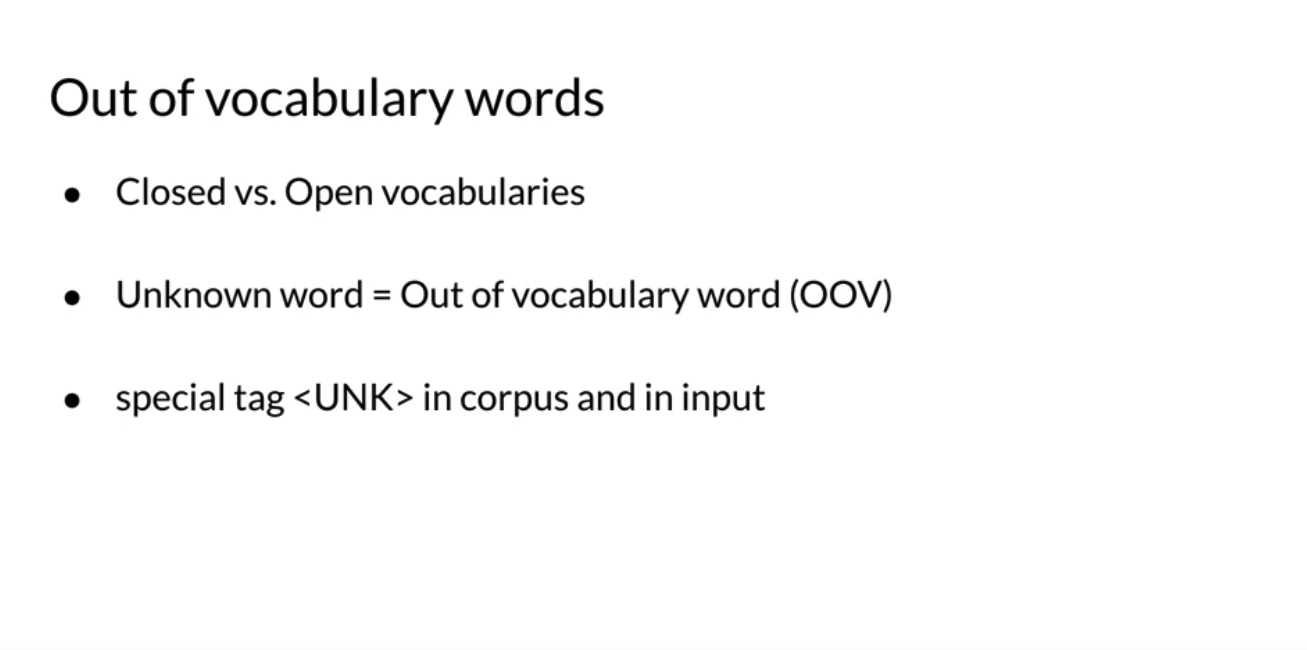 Out of vocabulary words
● Closed vs. Open vocabularies
● Unknown word = Out of vocabulary word (OOV)
● special tag <UNK> in corpus and in input